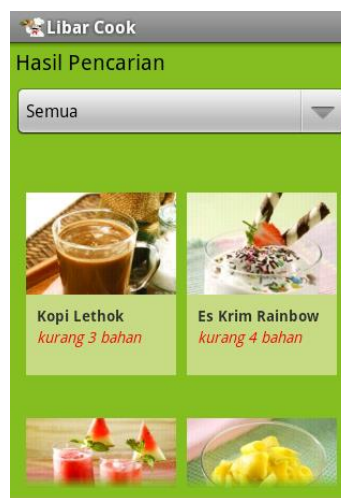 Libar Cook
Hasil Pencarian
Semua
Kopi Lethok
kurang 3 bahan
Es Krim Rainbow
kurang 4 bahan